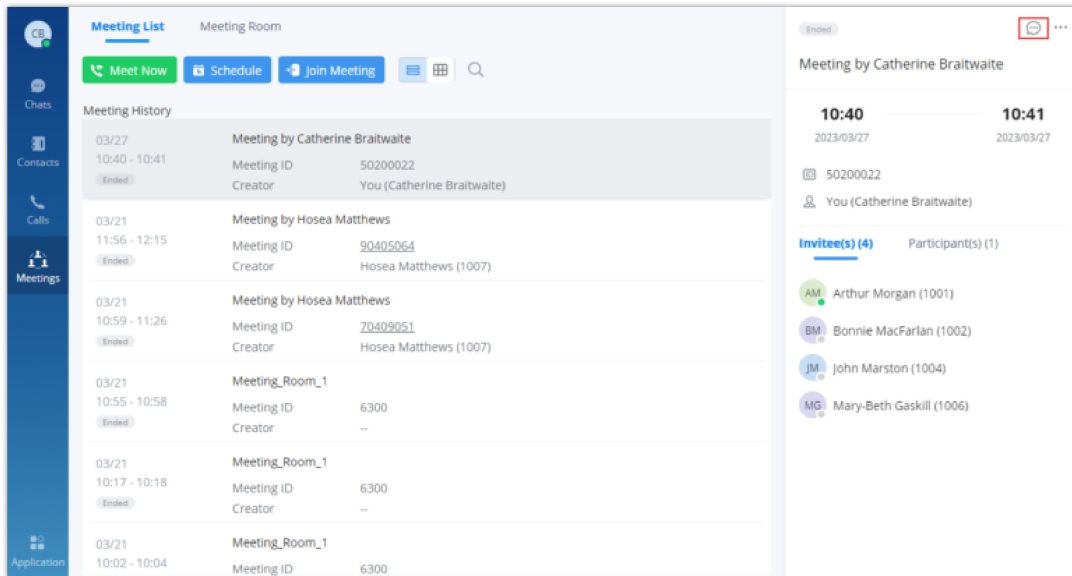 CB
Chats
Contacts
Calls
Meetings
Application
Meeting List Meeting Room
Meet Now Schedule Join Meeting
Meeting History
03/27 Meeting by Catherine Braitwaite
10:40 - 10:41 Meeting ID 50200022
Ended Creator You (Catherine Braitwaite)
03/21 Meeting by Hosea Matthews
11:56 - 12:15 Meeting ID 90405064
Ended Creator Hosea Matthews (1007)
03/21 Meeting by Hosea Matthews
10:59 - 11:26 Meeting ID 70409051
Ended Creator Hosea Matthews (1007)
03/21 Meeting_Room_1
10:55 - 10:58 Meeting ID 6300
Ended Creator --
03/21 Meeting_Room_1
10:17 - 10:18 Meeting ID 6300
Ended Creator --
03/21 Meeting_Room_1
10:02 - 10:04 Meeting ID 6300
Ended
Meeting by Catherine Braitwaite
10:40 10:41
2023/03/27 2023/03/27
50200022
You (Catherine Braitwaite)
Invitee(s) (4) Participant(s) (1)
AM Arthur Morgan (1001)
BM Bonnie MacFarlan (1002)
JM John Marston (1004)
MG Mary-Beth Gaskill (1006)